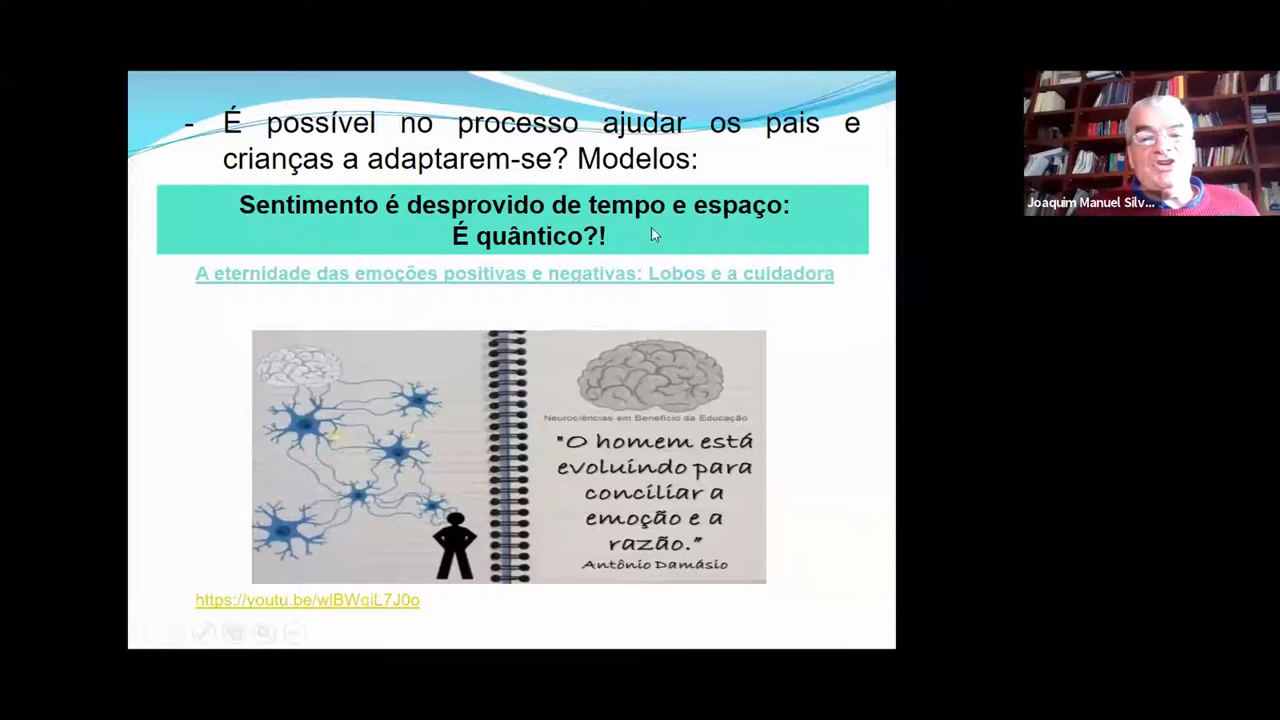 - É possível no processo ajudar os pais e
crianças a adaptarem-se? Modelos:
Sentimento é desprovido de tempo e espaço:
É quântico?!
A eternidade das emoções positivas e negativas: Lobos e a cuidadora
Neurociências em Benefício da Educação
"O homem está
evoluindo para
conciliar a
emoção e a
razão."
Antônio Damásio
https://youtu.be/wlBWqiL7J0o
Joaquim Manuel Silv...